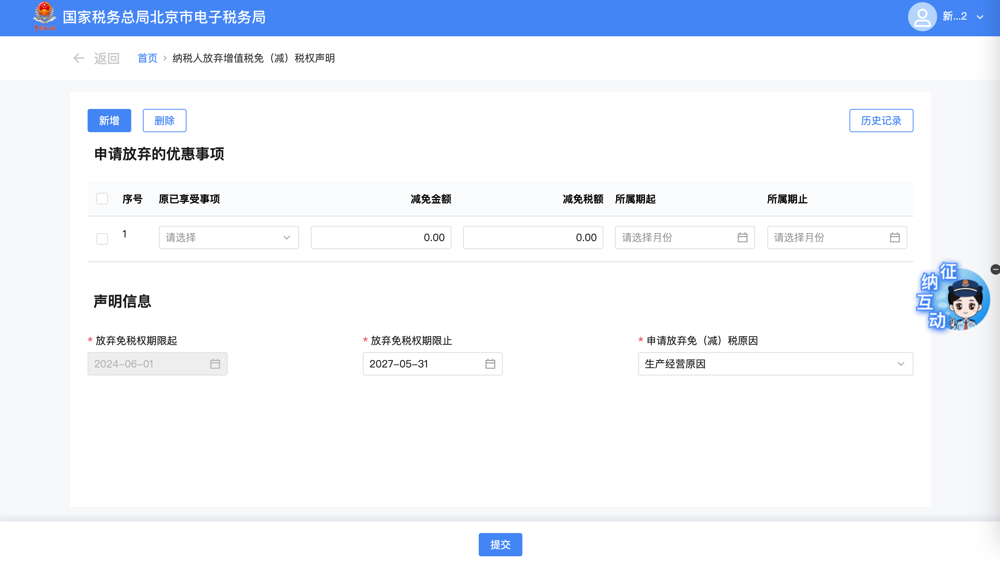 国家税务总局北京市电子税务局
新...2
中国税务
返回 首页 > 纳税人放弃增值税免（减）税权声明
新增 删除 历史记录
申请放弃的优惠事项
序号 原已享受事项 减免金额 减免税额 所属期起 所属期止
1 请选择 0.00 0.00 请选择月份 请选择月份
征纳互动
声明信息
* 放弃免税权期限起 * 放弃免税权期限止 * 申请放弃免（减）税原因
2024-06-01 2027-05-31 生产经营原因
提交